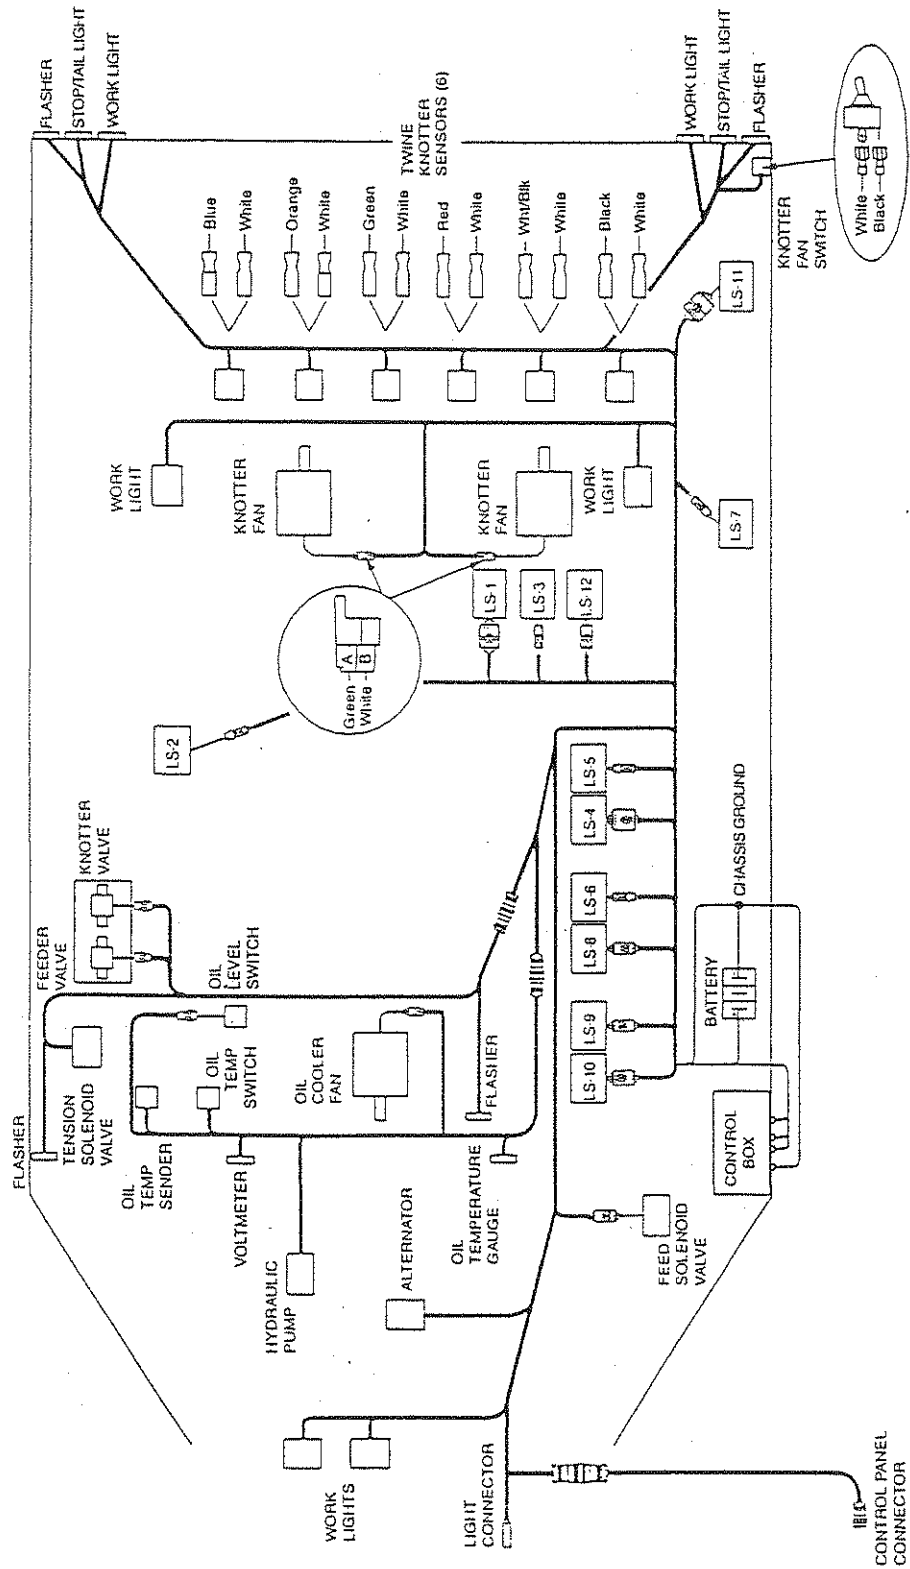 FLASHER
STOP/TAIL LIGHT
WORK LIGHT
TWINE
KNOTTER
SENSORS (6)
WORK LIGHT
STOP/TAIL LIGHT
FLASHER
Blue
White
Orange
White
Green
White
Red
White
Wht/Blk
White
Black
White
KNOTTER
FAN
SWITCH
White
Black
LS-11
WORK
LIGHT
KNOTTER
FAN
KNOTTER
FAN
WORK
LIGHT
LS-7
A
B
Green
White
LS-1
LS-3
LS-12
LS-2
LS-5
LS-4
LS-6
LS-8
LS-9
LS-10
CHASSIS GROUND
BATTERY
CONTROL
BOX
KNOTTER
VALVE
FEEDER
VALVE
OIL
LEVEL
SWITCH
OIL
TEMP
SWITCH
OIL
COOLER
FAN
FLASHER
FLASHER
TENSION
SOLENOID
VALVE
OIL
TEMP
SENDER
VOLTMETER
HYDRAULIC
PUMP
OIL
TEMPERATURE
GAUGE
ALTERNATOR
FEED
SOLENOID
VALVE
WORK
LIGHTS
LIGHT
CONNECTOR
CONTROL PANEL
CONNECTOR